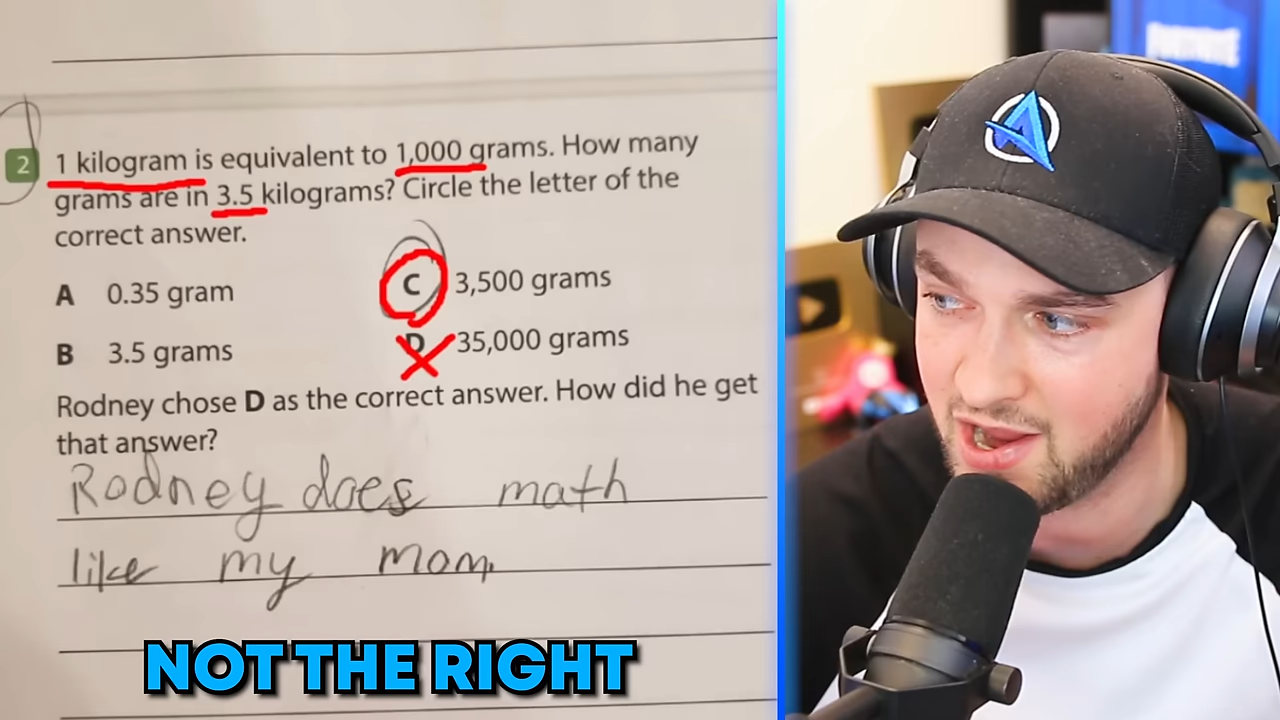 2 1 kilogram is equivalent to 1,000 grams. How many
grams are in 3.5 kilograms? Circle the letter of the
correct answer.
A 0.35 gram
C 3,500 grams
B 3.5 grams
D 35,000 grams
Rodney chose D as the correct answer. How did he get
that answer?
Rodney does math
like my mom.
NOT THE RIGHT
FORTNITE